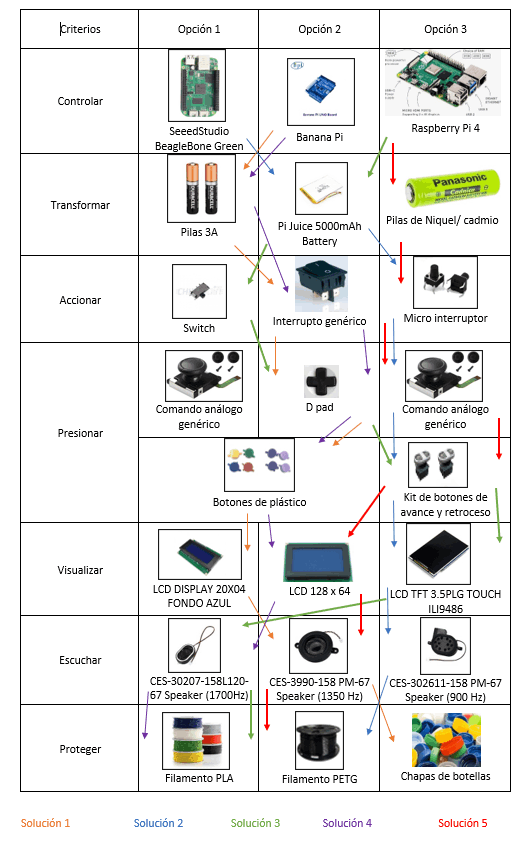 Criterios
Opción 1
Opción 2
Opción 3
Controlar
SeeedStudio
BeagleBone Green
Banana Pi
Raspberry Pi 4
Transformar
DURACELL
DURACELL
Pilas 3A
Pi Juice 5000mAh
Battery
Panasonic
Cadnica
Pilas de Niquel/ cadmio
Accionar
Switch
Interrupto genérico
Micro interruptor
Presionar
Comando análogo
genérico
D pad
Comando análogo
genérico
Botones de plástico
Kit de botones de
avance y retroceso
Visualizar
LCD DISPLAY 20X04
FONDO AZUL
LCD 128 x 64
LCD TFT 3.5PLG TOUCH
ILI9486
Escuchar
CES-30207-158L120-
67 Speaker (1700Hz)
CES-3990-158 PM-67
Speaker (1350 Hz)
CES-302611-158 PM-67
Speaker (900 Hz)
Proteger
Filamento PLA
Filamento PETG
Chapas de botellas
Solución 1
Solución 2
Solución 3
Solución 4
Solución 5